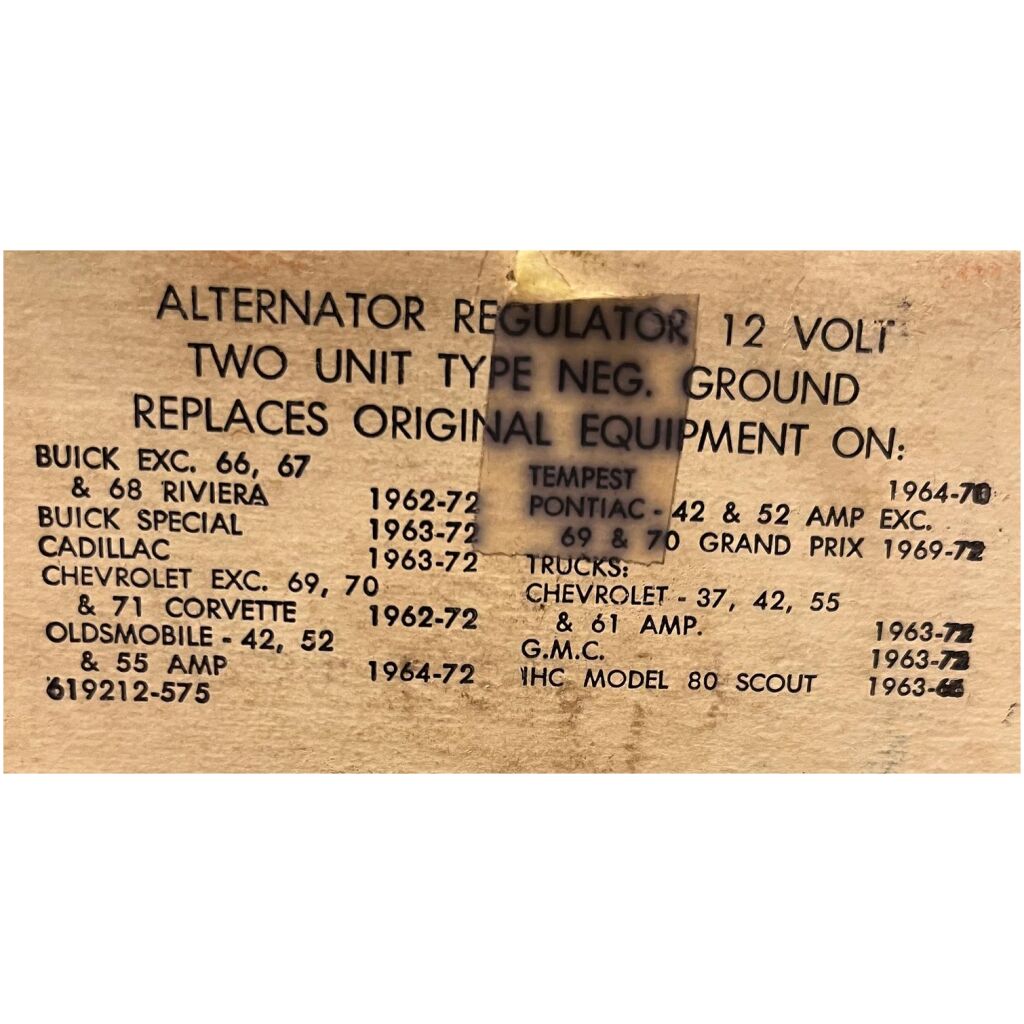 ALTERNATOR REGULATOR 12 VOLT
TWO UNIT TYPE NEG. GROUND
REPLACES ORIGINAL EQUIPMENT ON:
BUICK EXC. 66, 67
& 68 RIVIERA 1962-72
BUICK SPECIAL 1963-72
CADILLAC 1963-72
CHEVROLET EXC. 69, 70
& 71 CORVETTE 1962-72
OLDSMOBILE - 42, 52
& 55 AMP 1964-72
619212-575
TEMPEST 1964-70
PONTIAC - 42 & 52 AMP EXC.
69 & 70 GRAND PRIX 1969-72
TRUCKS:
CHEVROLET - 37, 42, 55
& 61 AMP. 1963-72
G.M.C. 1963-72
IHC MODEL 80 SCOUT